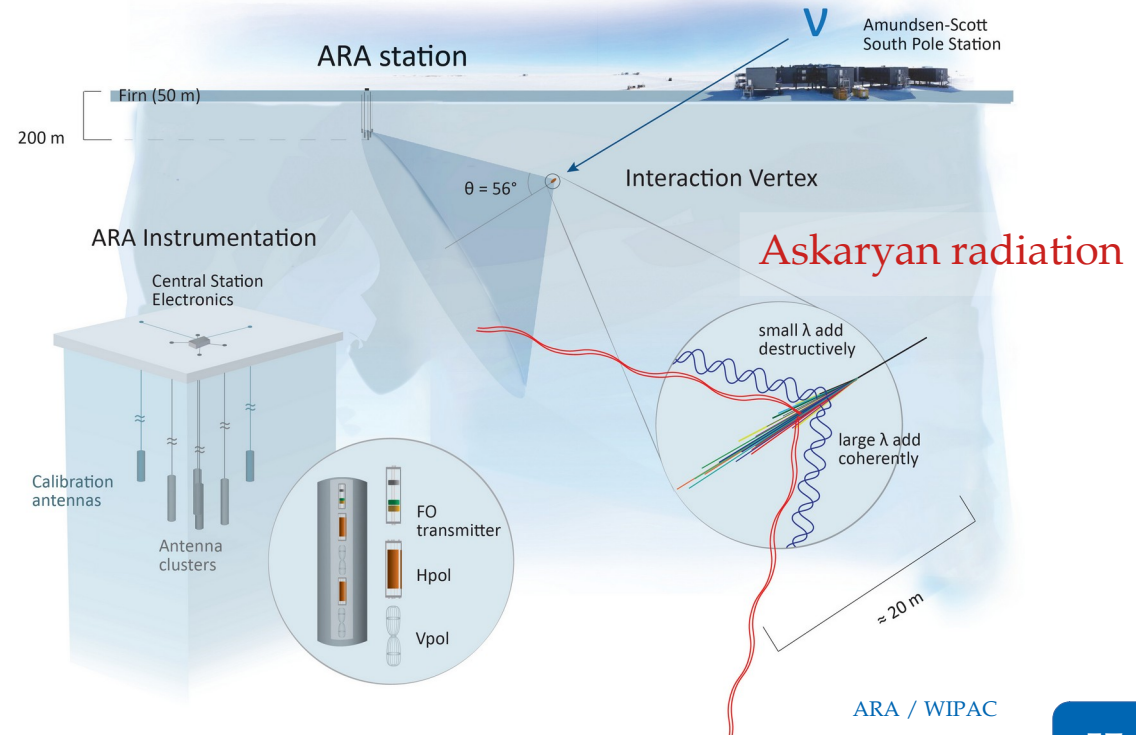 ν
Amundsen-Scott
South Pole Station
ARA station
Firn (50 m)
200 m
θ = 56°
Interaction Vertex
ARA Instrumentation
Askaryan radiation
Central Station
Electronics
small λ add
destructively
large λ add
coherently
Calibration
antennas
FO
transmitter
Antenna
clusters
Hpol
≈ 20 m
Vpol
ARA / WIPAC